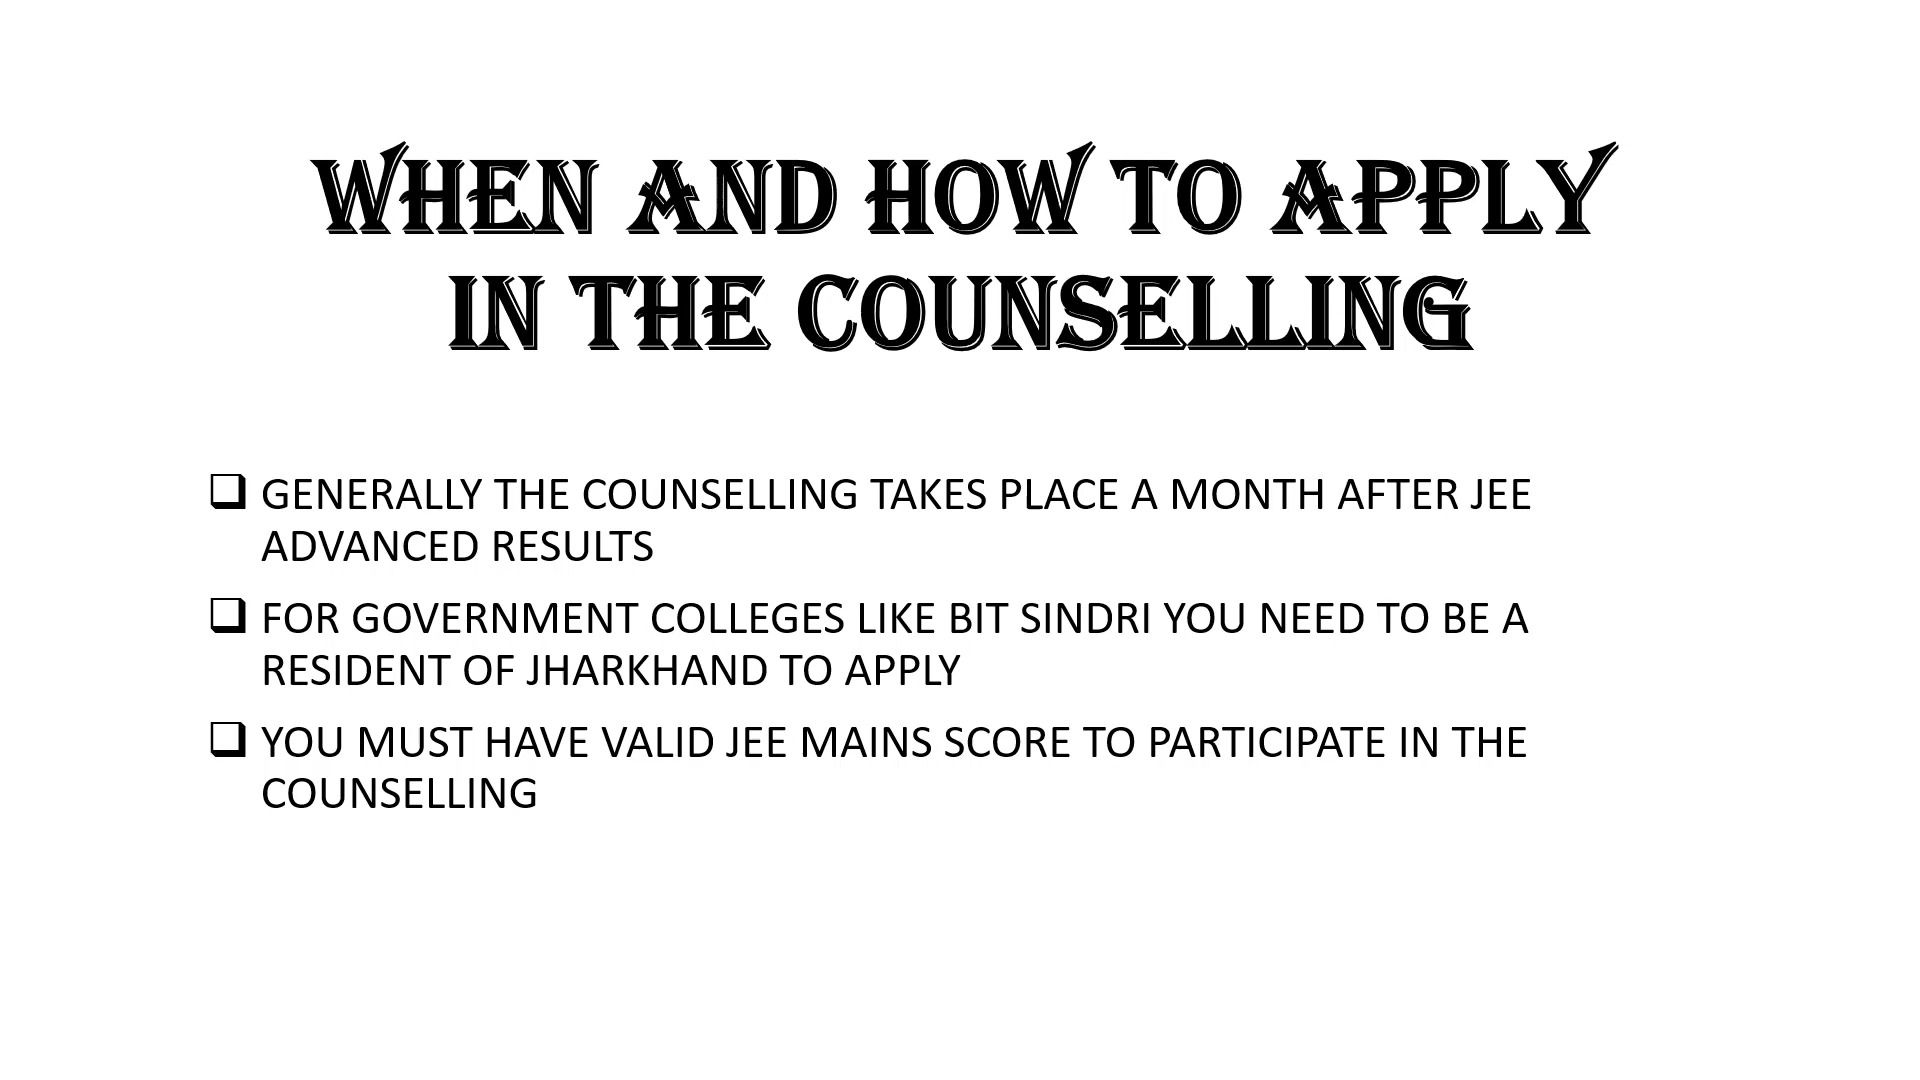 WHEN AND HOW TO APPLY
IN THE COUNSELLING
GENERALLY THE COUNSELLING TAKES PLACE A MONTH AFTER JEE
ADVANCED RESULTS
FOR GOVERNMENT COLLEGES LIKE BIT SINDRI YOU NEED TO BE A
RESIDENT OF JHARKHAND TO APPLY
YOU MUST HAVE VALID JEE MAINS SCORE TO PARTICIPATE IN THE
COUNSELLING